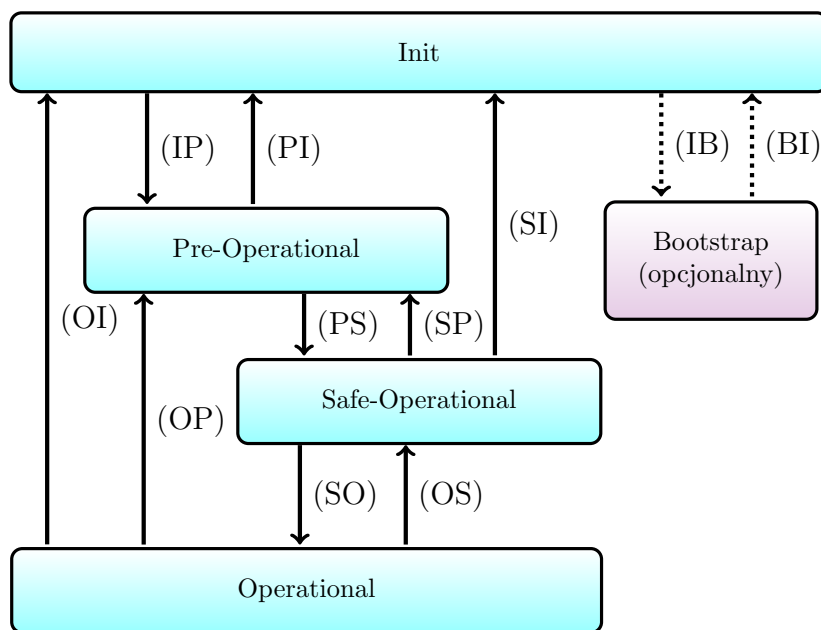 Init
(IP)
(PI)
(IB)
(BI)
(SI)
Pre-Operational
Bootstrap
(opcjonalny)
(OI)
(PS)
(SP)
Safe-Operational
(OP)
(SO)
(OS)
Operational